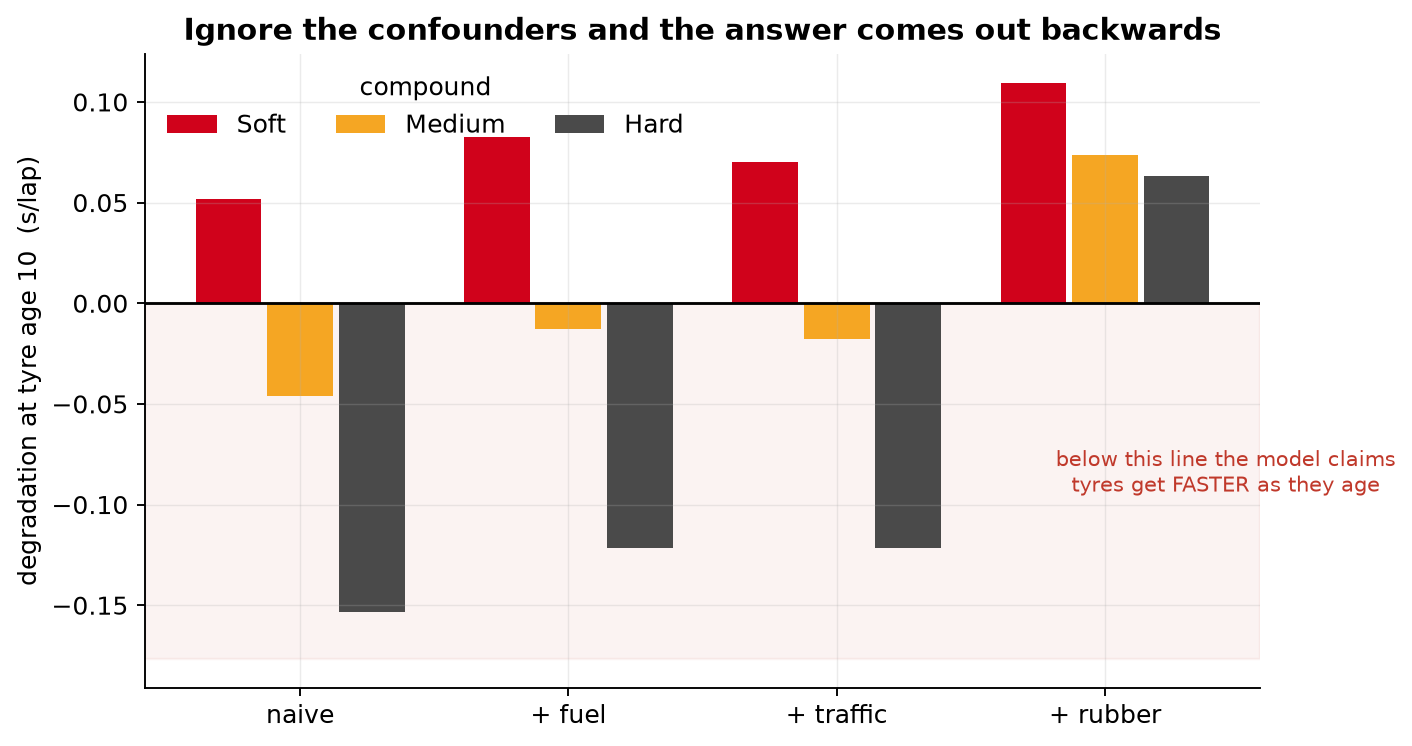 Ignore the confounders and the answer comes out backwards
compound
Soft Medium Hard
degradation at tyre age 10 (s/lap)
0.10
0.05
0.00
−0.05
−0.10
−0.15
below this line the model claims
tyres get FASTER as they age
naive + fuel + traffic + rubber